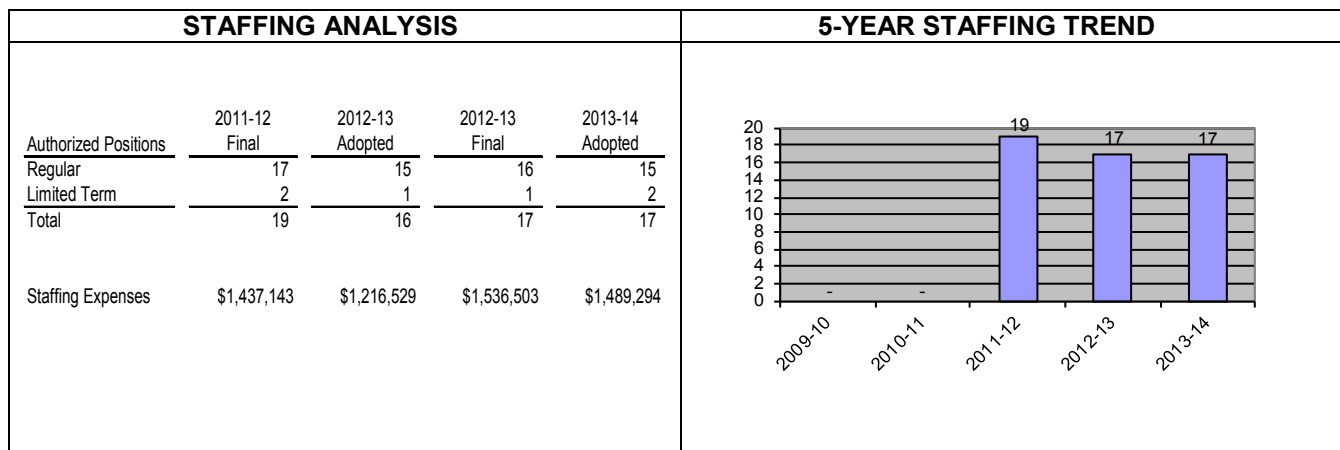 STAFFING ANALYSIS
2011-12 2012-13 2012-13 2013-14
Authorized Positions Final Adopted Final Adopted
Regular 17 15 16 15
Limited Term 2 1 1 2
Total 19 16 17 17
Staffing Expenses $1,437,143 $1,216,529 $1,536,503 $1,489,294
5-YEAR STAFFING TREND
20
18
16
14
12
10
8
6
4
2
0
- - 19 17 17
2009-10 2010-11 2011-12 2012-13 2013-14